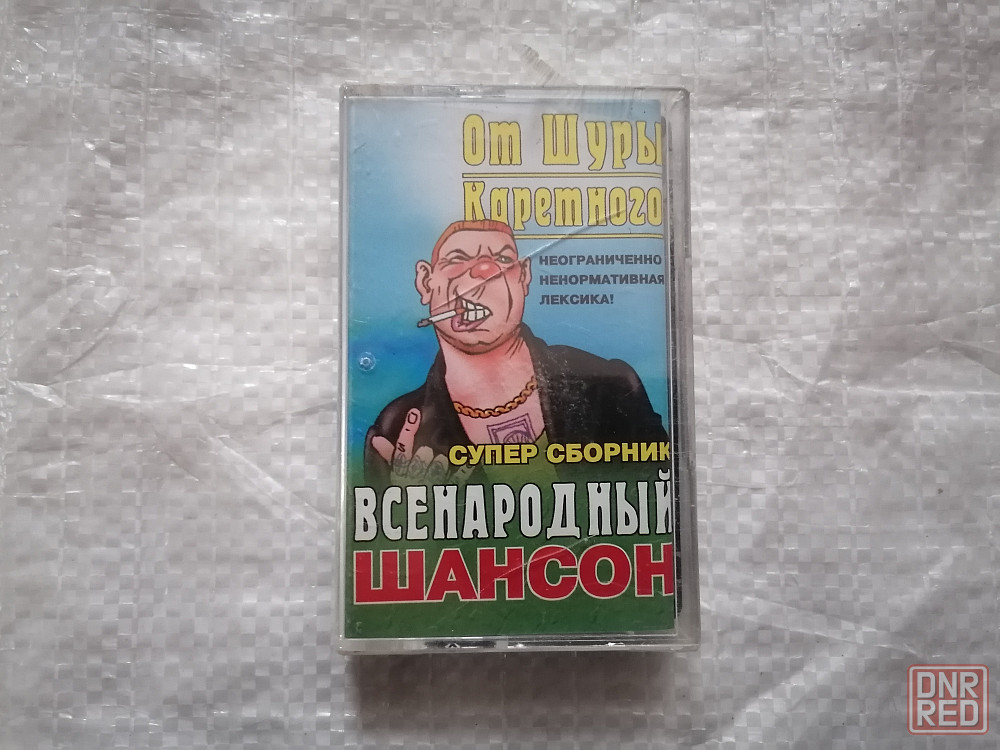 От Шуры
Каретного
НЕОГРАНИЧЕННО
НЕНОРМАТИВНАЯ
ЛЕКСИКА!
СУПЕР СБОРНИК
ВСЕНАРОДНЫЙ
ШАНСОН
DNR
RED